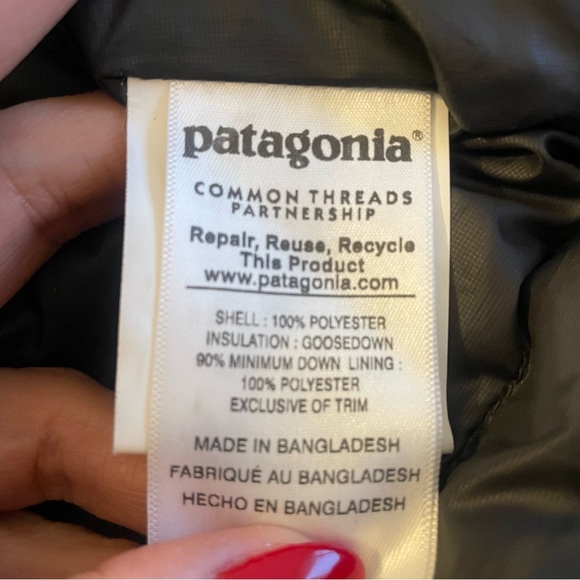 patagonia®
COMMON THREADS
PARTNERSHIP
Repair, Reuse, Recycle
This Product
www.patagonia.com
SHELL : 100% POLYESTER
INSULATION : GOOSEDOWN
90% MINIMUM DOWN LINING :
100% POLYESTER
EXCLUSIVE OF TRIM
MADE IN BANGLADESH
FABRIQUÉ AU BANGLADESH
HECHO EN BANGLADESH